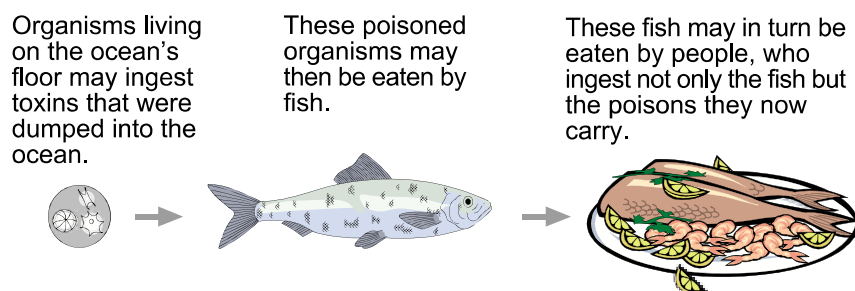 Organisms living
on the ocean's
floor may ingest
toxins that were
dumped into the
ocean.
These poisoned
organisms may
then be eaten by
fish.
These fish may in turn be
eaten by people, who
ingest not only the fish but
the poisons they now
carry.